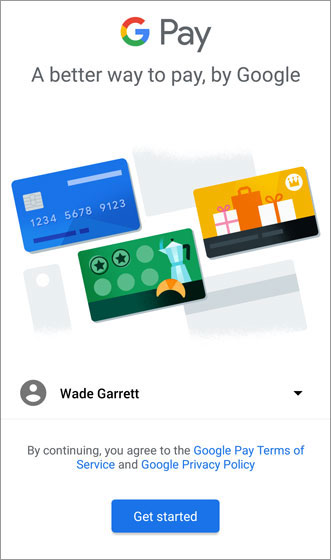 G Pay
A better way to pay, by Google
1234 5678 9123
Wade Garrett
By continuing, you agree to the Google Pay Terms of
Service and Google Privacy Policy
Get started